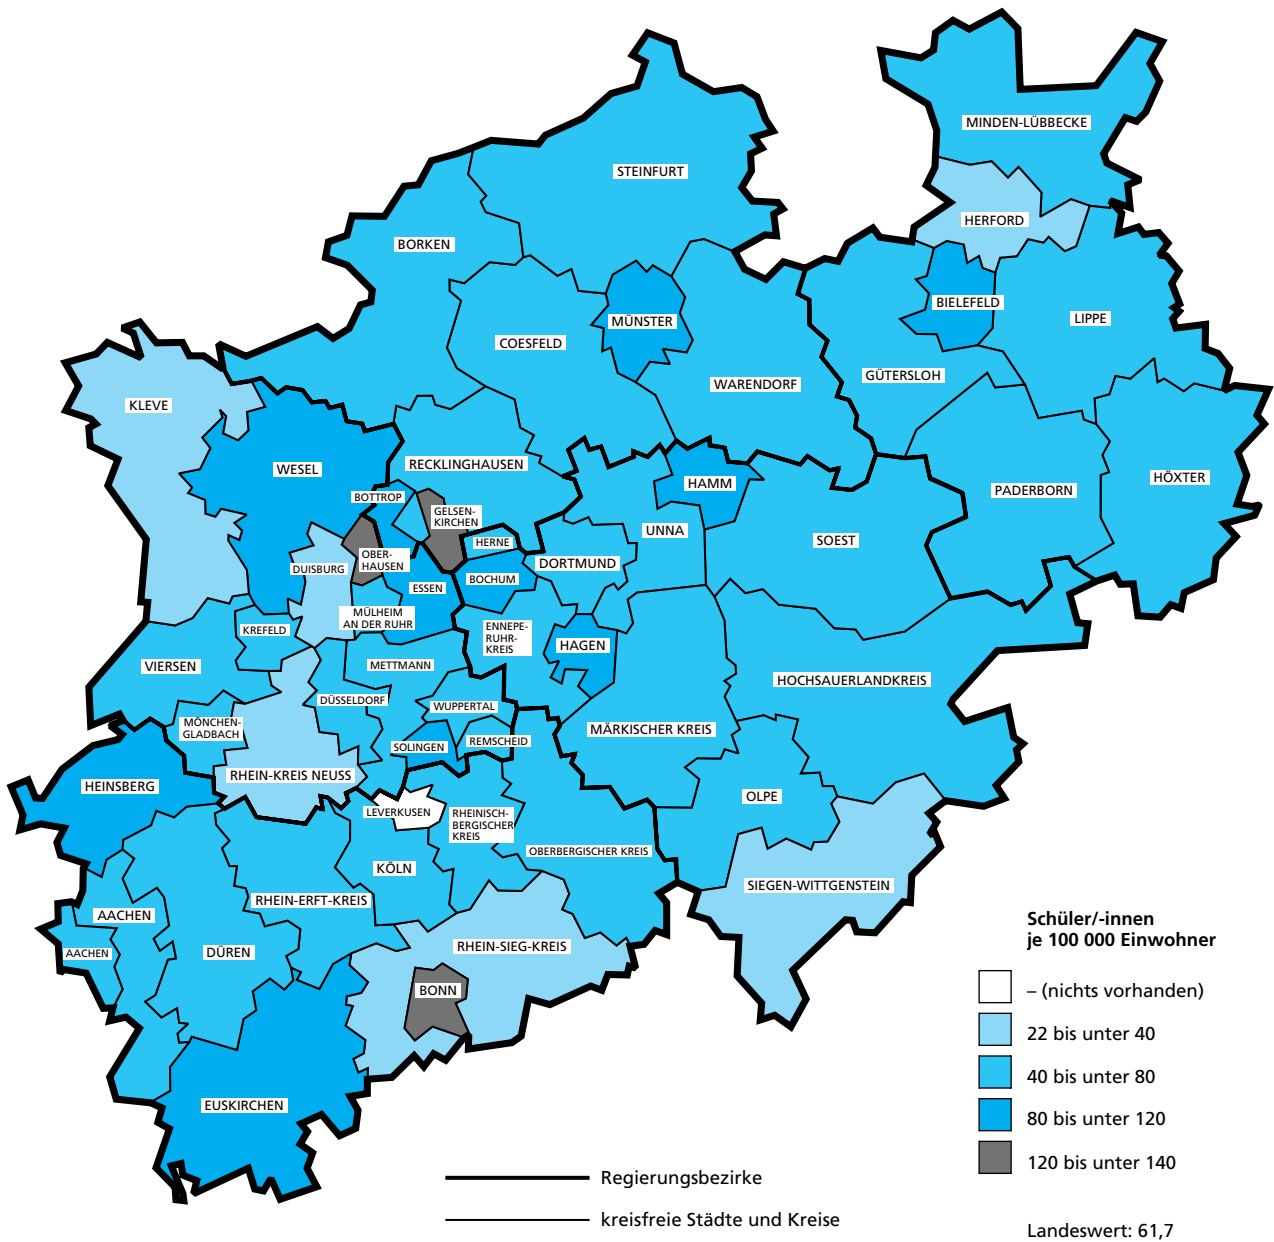 MINDEN-LÜBBECKE
STEINFURT
HERFORD
BORKEN
BIELEFELD
LIPPE
MÜNSTER
COESFELD
GÜTERSLOH
WARENDORF
KLEVE
RECKLINGHAUSEN
WESEL
HAMM
HÖXTER
PADERBORN
BOTTROP
GELSEN-
KIRCHEN
UNNA
SOEST
HERNE
OBER-
HAUSEN
DORTMUND
DUISBURG
BOCHUM
ESSEN
MÜLHEIM
AN DER RUHR
KREFELD
ENNEPE-
RUHR-
KREIS
HAGEN
VIERSEN
METTMANN
HOCHSAUERLANDKREIS
DÜSSELDORF
WUPPERTAL
MÖNCHEN-
GLADBACH
MÄRKISCHER KREIS
REMSCHEID
SOLINGEN
RHEIN-KREIS NEUSS
HEINSBERG
OLPE
LEVERKUSEN
RHEINISCH-
BERGISCHER
KREIS
OBERBERGISCHER KREIS
KÖLN
SIEGEN-WITTGENSTEIN
RHEIN-ERFT-KREIS
AACHEN
RHEIN-SIEG-KREIS
AACHEN
DÜREN
BONN
EUSKIRCHEN
Schüler/-innen
je 100 000 Einwohner
– (nichts vorhanden)
22 bis unter 40
40 bis unter 80
80 bis unter 120
120 bis unter 140
Regierungsbezirke
kreisfreie Städte und Kreise
Landeswert: 61,7